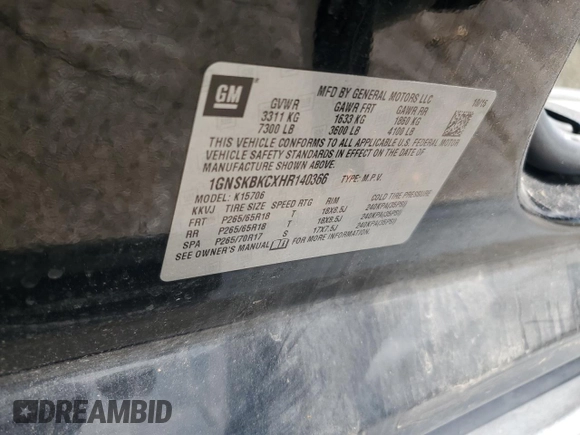 GM
MFD BY GENERAL MOTORS LLC 10/16
GVWR GAWR FRT GAWR RR
3311 KG 1633 KG 1860 KG
7300 LB 3600 LB 4100 LB
THIS VEHICLE CONFORMS TO ALL APPLICABLE U.S. FEDERAL MOTOR
VEHICLE SAFETY STANDARDS IN EFFECT ON THE DATE OF
MANUFACTURE SHOWN ABOVE.
1GNSKBKCXHR140366 TYPE: M.P.V.
MODEL: K15706
KKVJ TIRE SIZE SPEED RTG RIM COLD TIRE PRESSURE
FRT P265/65R18 T 18X8.5J 240KPA(35PSI)
RR P265/65R18 T 18X8.5J 240KPA(35PSI)
SPA P265/70R17 S 17X7.5J 240KPA(35PSI)
SEE OWNER'S MANUAL FOR MORE INFORMATION.
DREAMBID